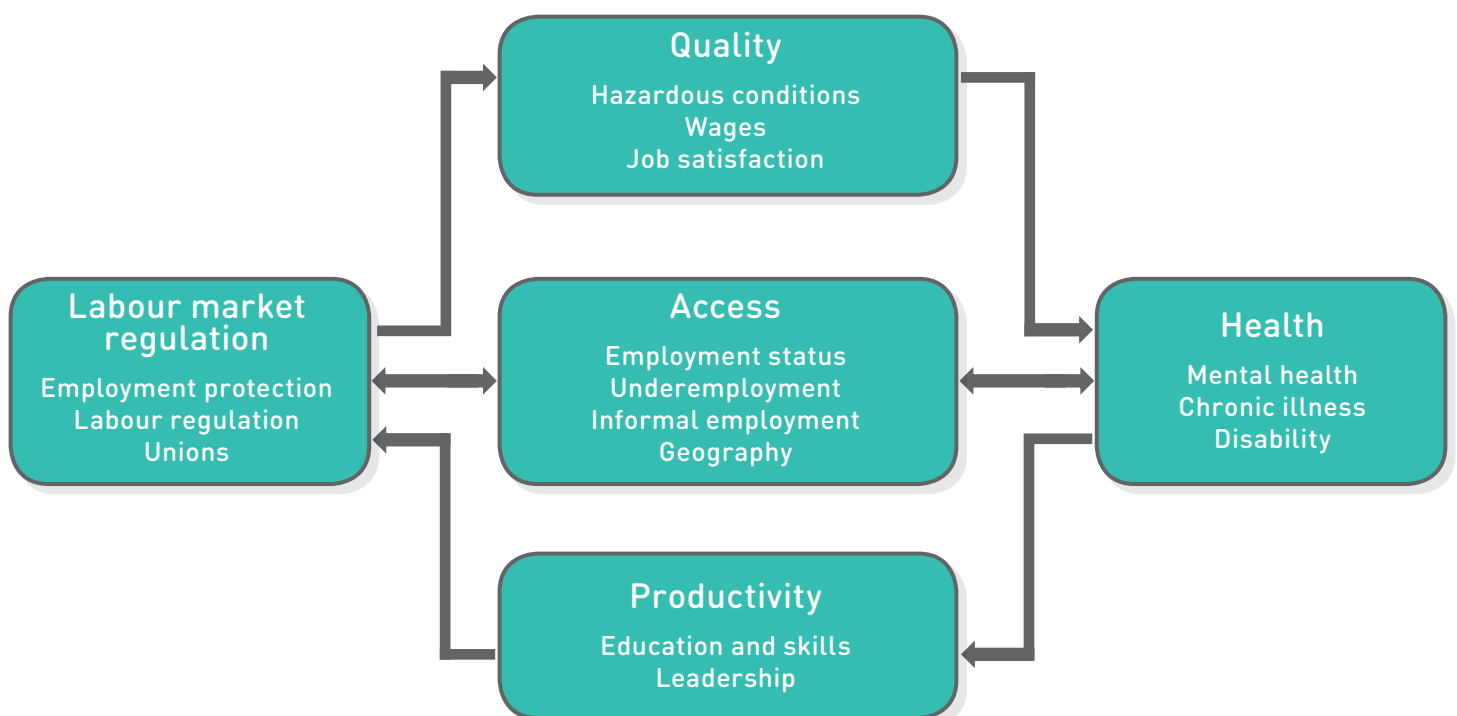 Quality
Hazardous conditions
Wages
Job satisfaction
Labour market
regulation
Employment protection
Labour regulation
Unions
Access
Employment status
Underemployment
Informal employment
Geography
Health
Mental health
Chronic illness
Disability
Productivity
Education and skills
Leadership